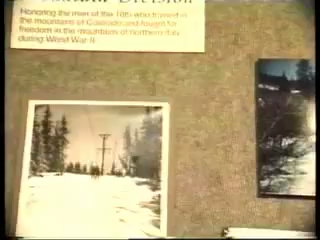 Mountain Division
Honoring the men of the 10th who trained in
the mountains of Colorado and fought for
freedom in the mountains of northern Italy
during World War II